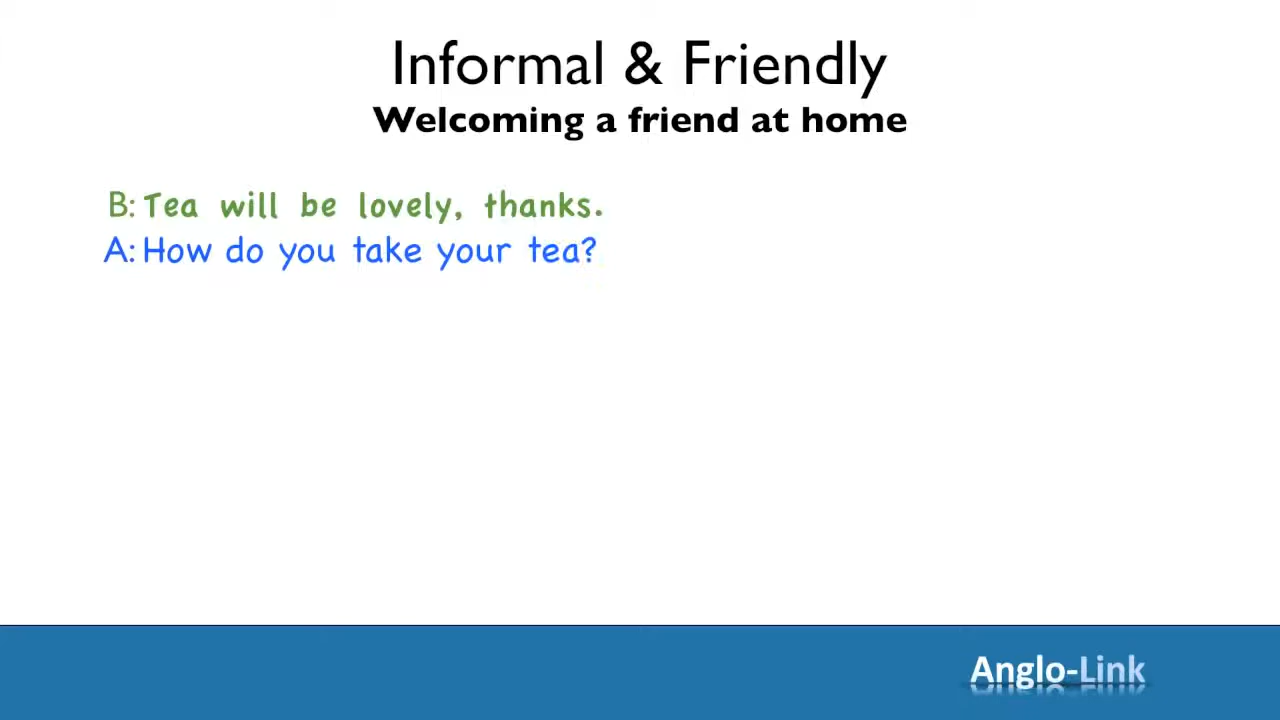 Informal & Friendly
Welcoming a friend at home
B: Tea will be lovely, thanks.
A: How do you take your tea?
Anglo-Link